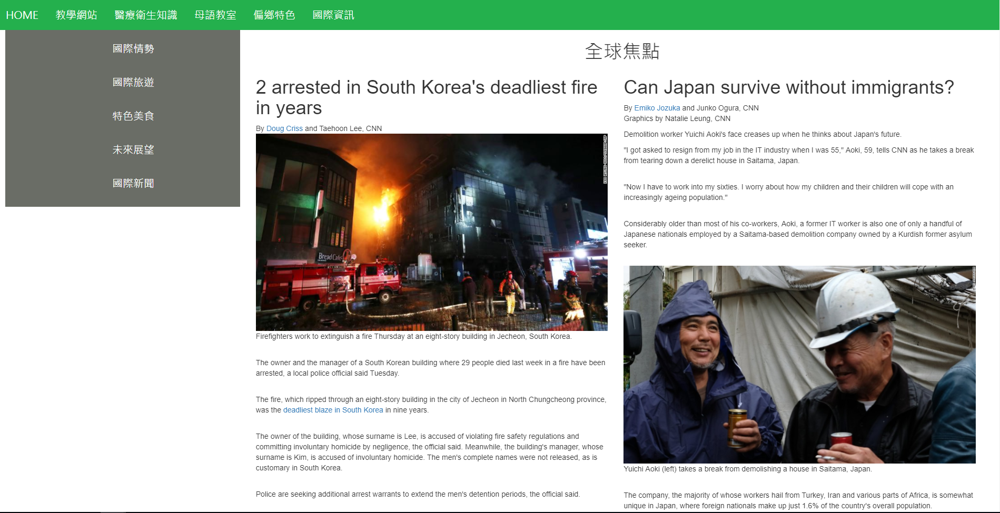 HOME 教學網站 醫療衛生知識 母語教室 偏鄉特色 國際資訊
國際情勢
國際旅遊
特色美食
未來展望
國際新聞
全球焦點
2 arrested in South Korea's deadliest fire
in years
By Doug Criss and Taehoon Lee, CNN
Bread Cafe
Firefighters work to extinguish a fire Thursday at an eight-story building in Jecheon, South Korea.
The owner and the manager of a South Korean building where 29 people died last week in a fire have been
arrested, a local police official said Tuesday.
The fire, which ripped through an eight-story building in the city of Jecheon in North Chungcheong province,
was the deadliest blaze in South Korea in nine years.
The owner of the building, whose surname is Lee, is accused of violating fire safety regulations and
committing involuntary homicide by negligence, the official said. Meanwhile, the building's manager, whose
surname is Kim, is accused of involuntary homicide. The men's complete names were not released, as is
customary in South Korea.
Police are seeking additional arrest warrants to extend the men's detention periods, the official said.
Can Japan survive without immigrants?
By Emiko Jozuka and Junko Ogura, CNN
Graphics by Natalie Leung, CNN
Demolition worker Yuichi Aoki's face creases up when he thinks about Japan's future.
"I got asked to resign from my job in the IT industry when I was 55," Aoki, 59, tells CNN as he takes a break
from tearing down a derelict house in Saitama, Japan.
"Now I have to work into my sixties. I worry about how my children and their children will cope with an
increasingly ageing population."
Considerably older than most of his co-workers, Aoki, a former IT worker is also one of only a handful of
Japanese nationals employed by a Saitama-based demolition company owned by a Kurdish former asylum
seeker.
Yuichi Aoki (left) takes a break from demolishing a house in Saitama, Japan.
The company, the majority of whose workers hail from Turkey, Iran and various parts of Africa, is somewhat
unique in Japan, where foreign nationals make up just 1.6% of the country's overall population.